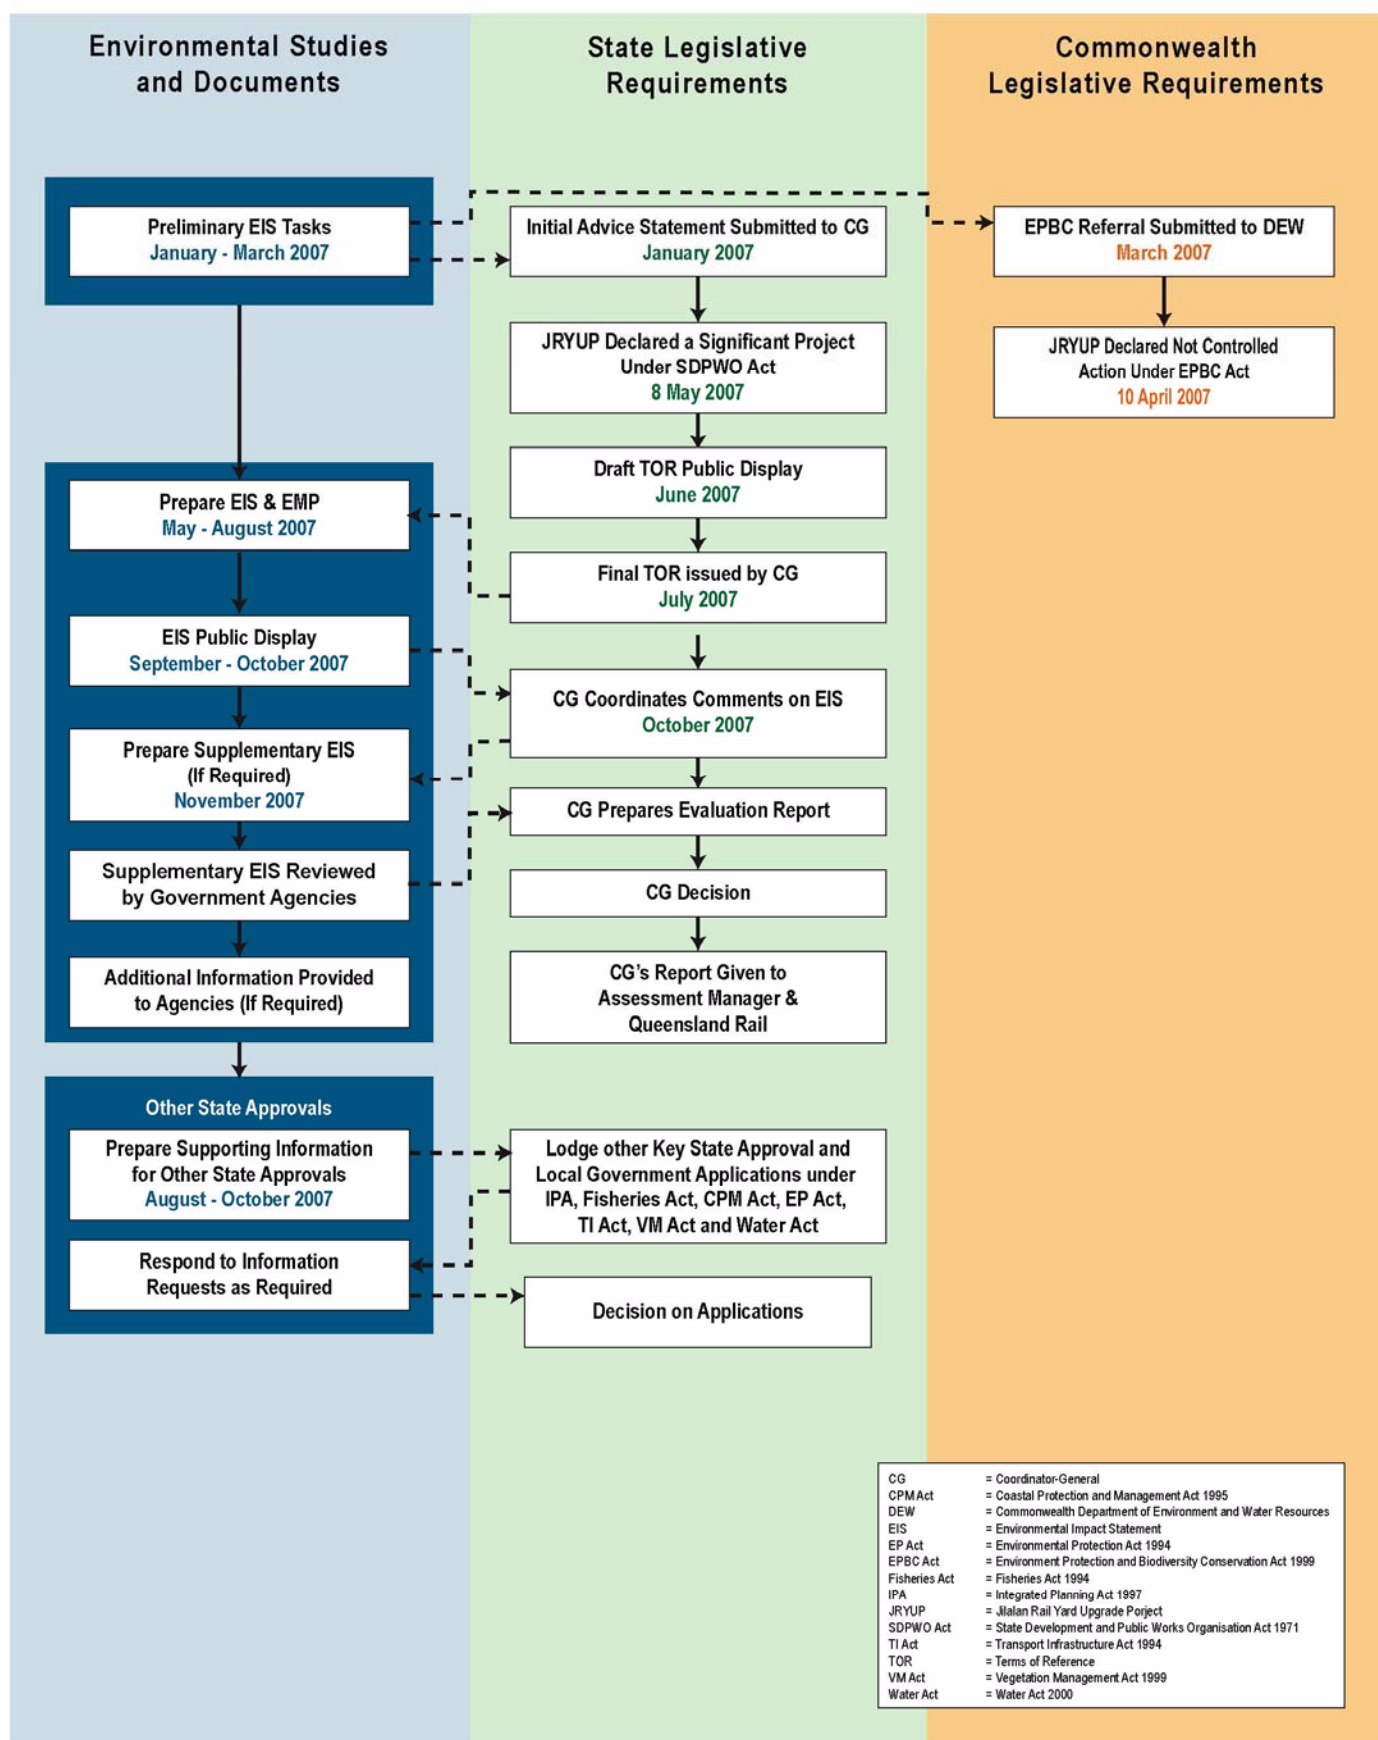 Environmental Studies
and Documents
State Legislative
Requirements
Commonwealth
Legislative Requirements
Preliminary EIS Tasks
January - March 2007
Initial Advice Statement Submitted to CG
January 2007
EPBC Referral Submitted to DEW
March 2007
JRYUP Declared a Significant Project
Under SDPWO Act
8 May 2007
JRYUP Declared Not Controlled
Action Under EPBC Act
10 April 2007
Draft TOR Public Display
June 2007
Prepare EIS & EMP
May - August 2007
Final TOR issued by CG
July 2007
EIS Public Display
September - October 2007
CG Coordinates Comments on EIS
October 2007
Prepare Supplementary EIS
(If Required)
November 2007
CG Prepares Evaluation Report
Supplementary EIS Reviewed
by Government Agencies
CG Decision
Additional Information Provided
to Agencies (If Required)
CG's Report Given to
Assessment Manager &
Queensland Rail
Other State Approvals
Prepare Supporting Information
for Other State Approvals
August - October 2007
Lodge other Key State Approval and
Local Government Applications under
IPA, Fisheries Act, CPM Act, EP Act,
TI Act, VM Act and Water Act
Respond to Information
Requests as Required
Decision on Applications
CG = Coordinator-General
CPM Act = Coastal Protection and Management Act 1995
DEW = Commonwealth Department of Environment and Water Resources
EIS = Environmental Impact Statement
EP Act = Environmental Protection Act 1994
EPBC Act = Environment Protection and Biodiversity Conservation Act 1999
Fisheries Act = Fisheries Act 1994
IPA = Integrated Planning Act 1997
JRYUP = Jilalan Rail Yard Upgrade Porject
SDPWO Act = State Development and Public Works Organisation Act 1971
TI Act = Transport Infrastructure Act 1994
TOR = Terms of Reference
VM Act = Vegetation Management Act 1999
Water Act = Water Act 2000